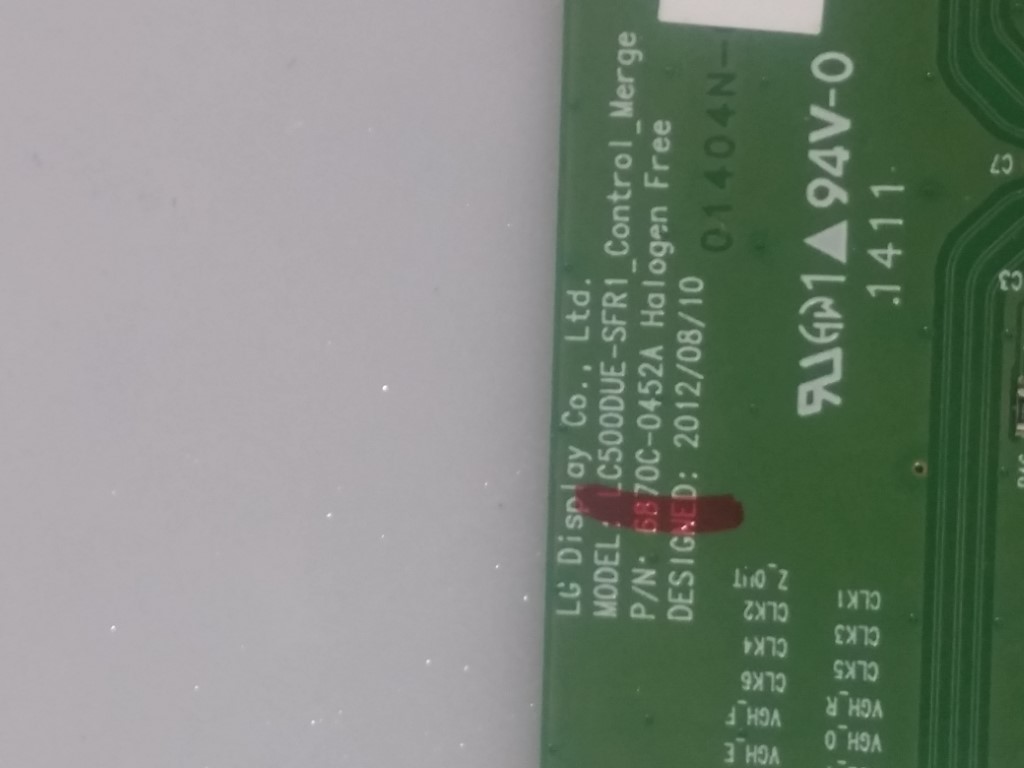 LG Display Co., Ltd.
MODEL: LC500DUE-SFR1_Control_Merge
P/N: 6870C-0452A Halogen Free
DESIGNED: 2012/08/10
01404N-
94V-0
.1411
C7
C3
Z_OUT
CLK2
CLK4
CLK6
VGH_F
VGH_E
CLK1
CLK3
CLK5
VGH_R
VGH_O